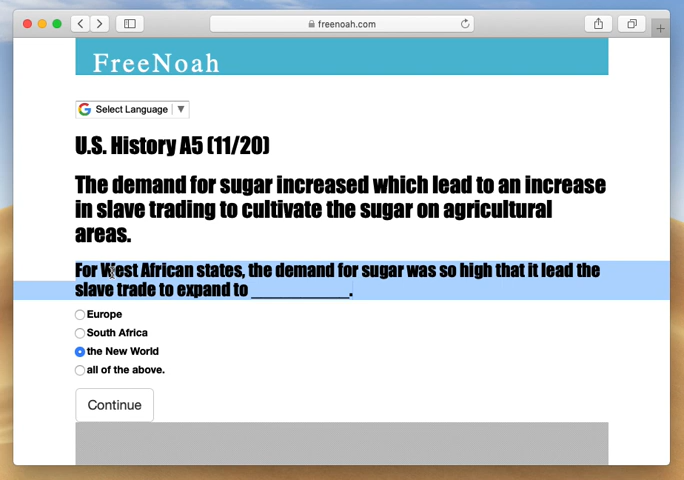 freenoah.com
FreeNoah
Select Language
U.S. History A5 (11/20)
The demand for sugar increased which lead to an increase
in slave trading to cultivate the sugar on agricultural
areas.
For West African states, the demand for sugar was so high that it lead the
slave trade to expand to ____________.
Europe
South Africa
the New World
all of the above.
Continue